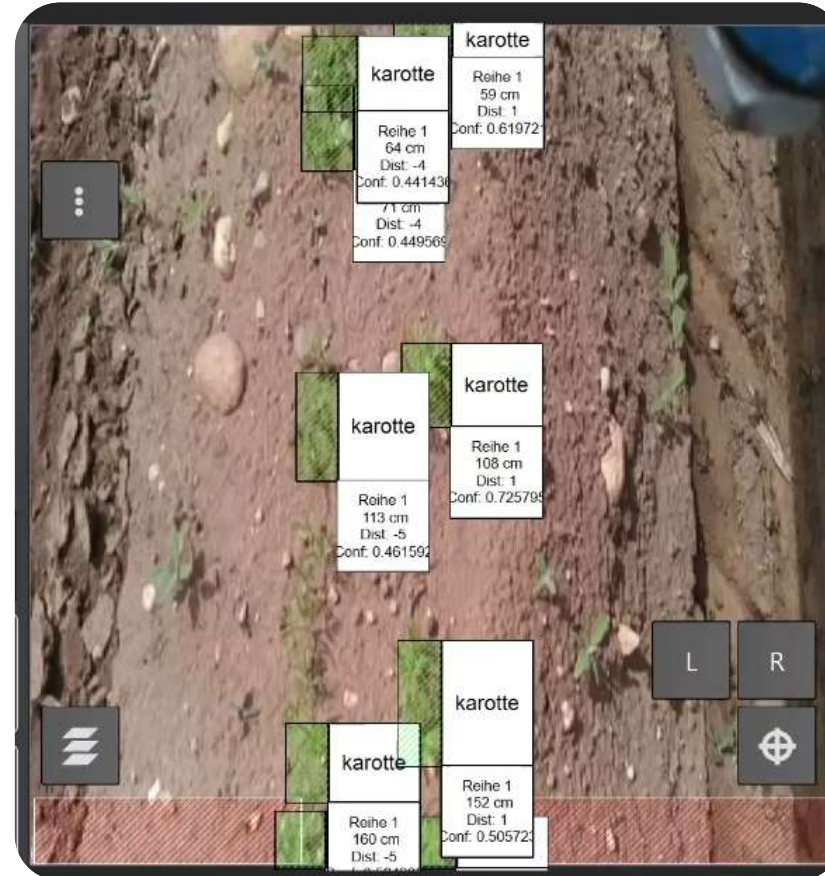 karotte
Reihe 1
59 cm
Dist: 1
Conf: 0.619721
karotte
Reihe 1
64 cm
Dist: -4
Conf: 0.441436
71 cm
Dist: -4
Conf: 0.449569
karotte
Reihe 1
108 cm
Dist: 1
Conf: 0.725795
karotte
Reihe 1
113 cm
Dist: -5
Conf: 0.461592
L
R
karotte
Reihe 1
152 cm
Dist: 1
Conf: 0.505723
karotte
Reihe 1
160 cm
Dist: -5